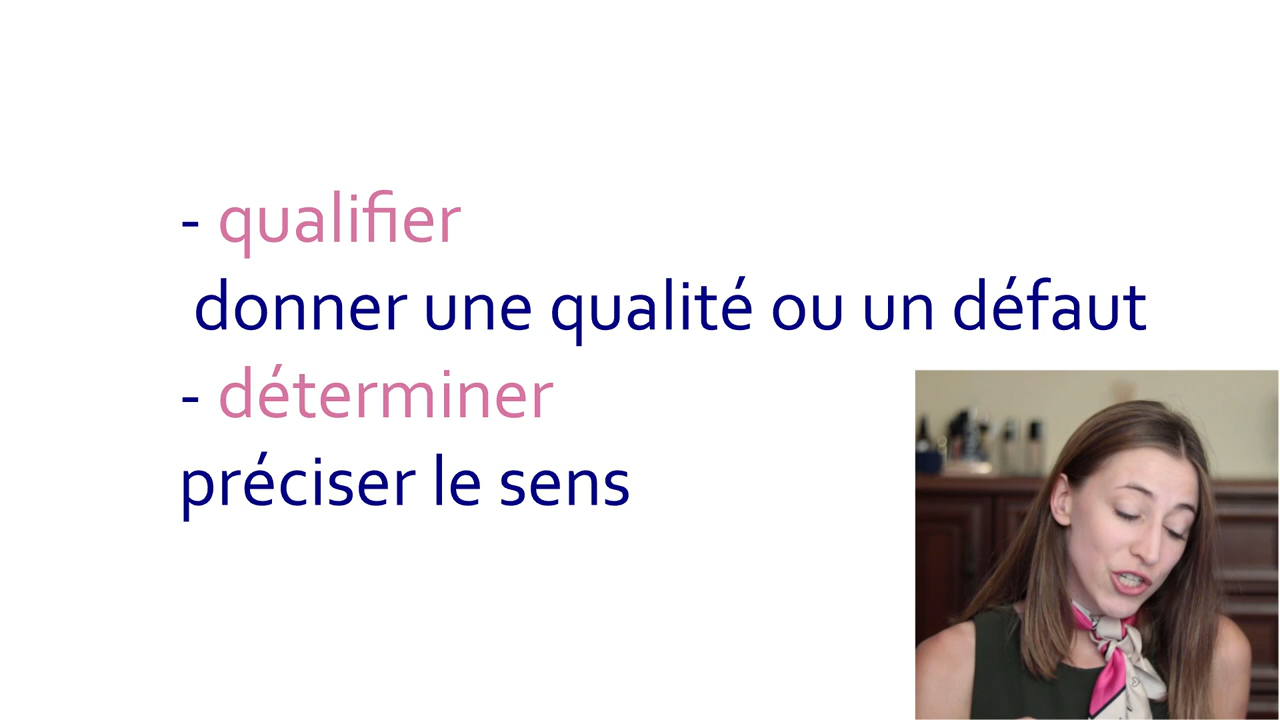 - qualifier
donner une qualité ou un défaut
- déterminer
préciser le sens